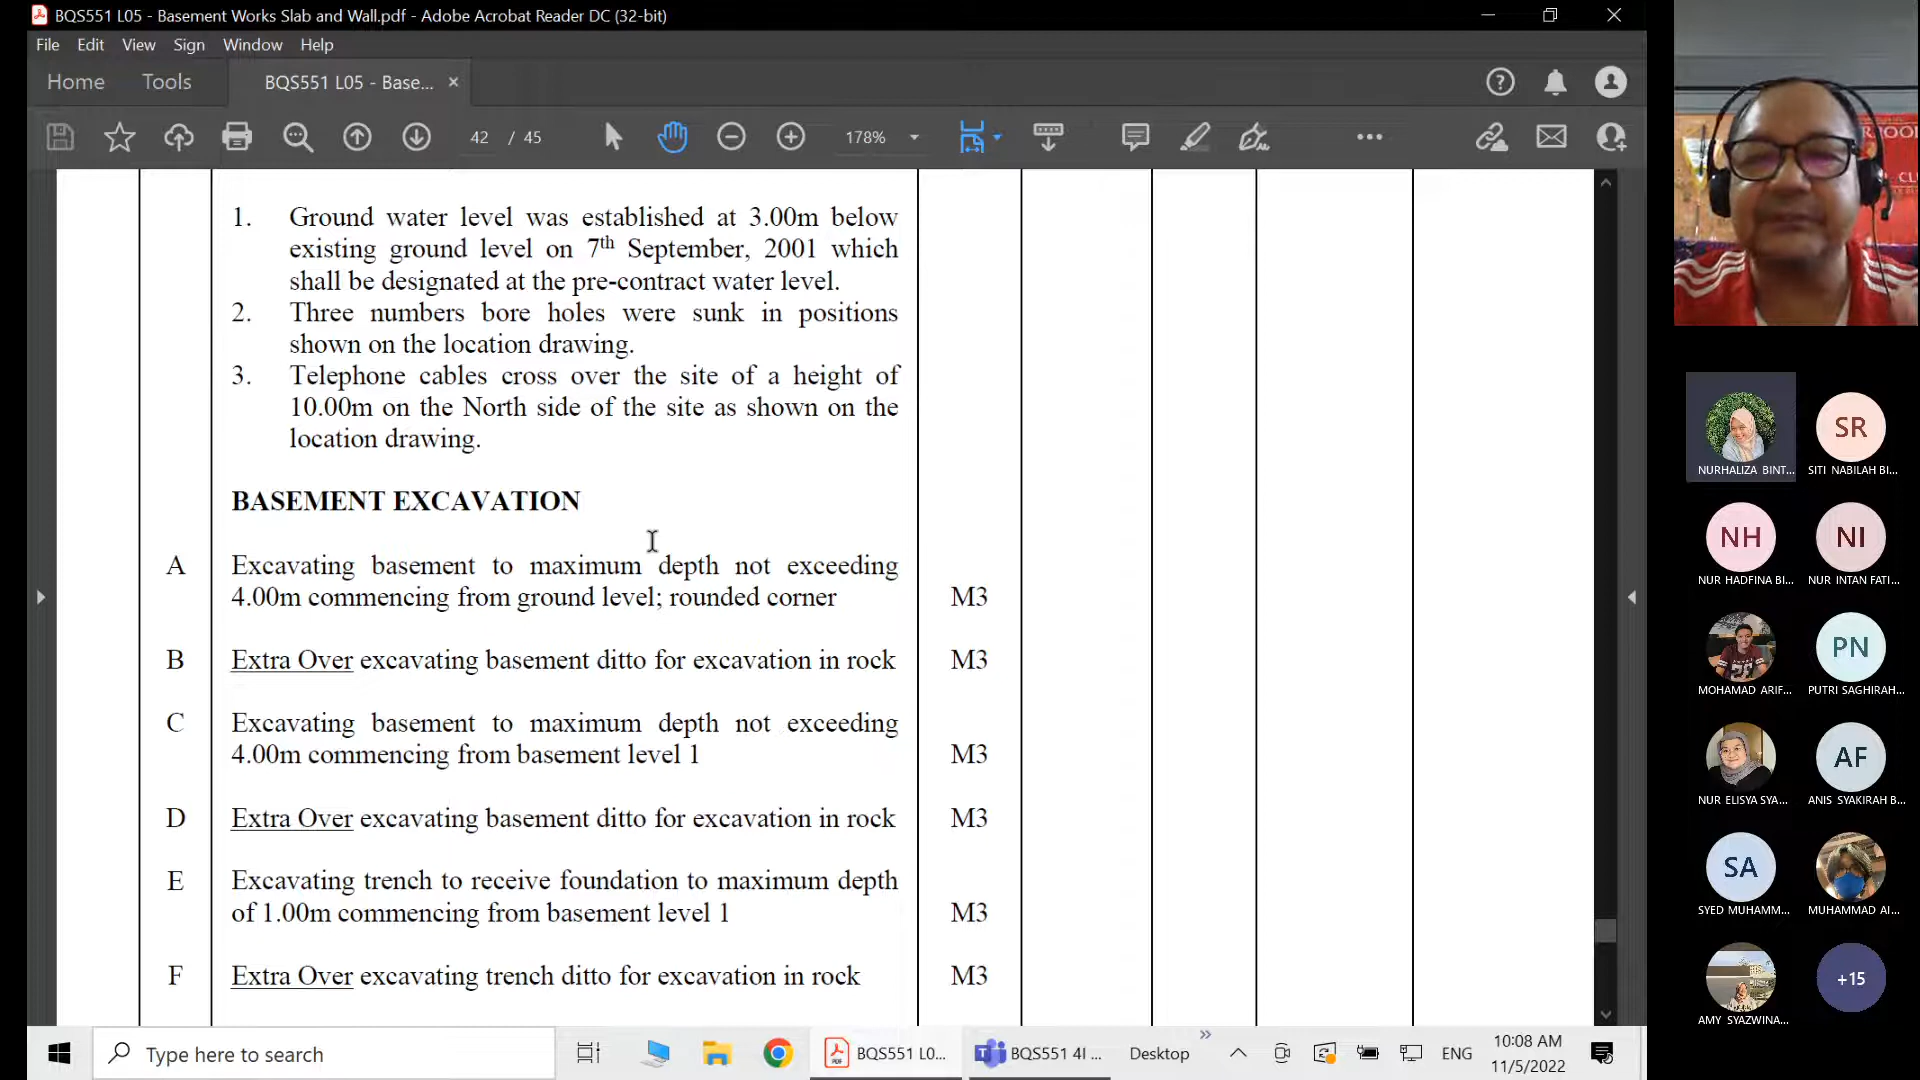 BQS551 L05 - Basement Works Slab and Wall.pdf - Adobe Acrobat Reader DC (32-bit)
File Edit View Sign Window Help
Home Tools BQS551 L05 - Base... ×
42 / 45 178%
1. Ground water level was established at 3.00m below
existing ground level on 7th September, 2001 which
shall be designated at the pre-contract water level.
2. Three numbers bore holes were sunk in positions
shown on the location drawing.
3. Telephone cables cross over the site of a height of
10.00m on the North side of the site as shown on the
location drawing.
BASEMENT EXCAVATION
A Excavating basement to maximum depth not exceeding
4.00m commencing from ground level; rounded corner M3
B Extra Over excavating basement ditto for excavation in rock M3
C Excavating basement to maximum depth not exceeding
4.00m commencing from basement level 1 M3
D Extra Over excavating basement ditto for excavation in rock M3
E Excavating trench to receive foundation to maximum depth
of 1.00m commencing from basement level 1 M3
F Extra Over excavating trench ditto for excavation in rock M3
SR
NURHALIZA BINT... SITI NABILAH BI...
NH NI
NUR HADFINA BI... NUR INTAN FATI...
PN
MOHAMAD ARIF... PUTRI SAGHIRAH...
AF
NUR ELISYA SYA... ANIS SYAKIRAH B...
SA
SYED MUHAMM... MUHAMMAD AI...
+15
AMY SYAZWINA...
Type here to search
BQS551 L0... BQS551 4I ... Desktop ENG
10:08 AM
11/5/2022